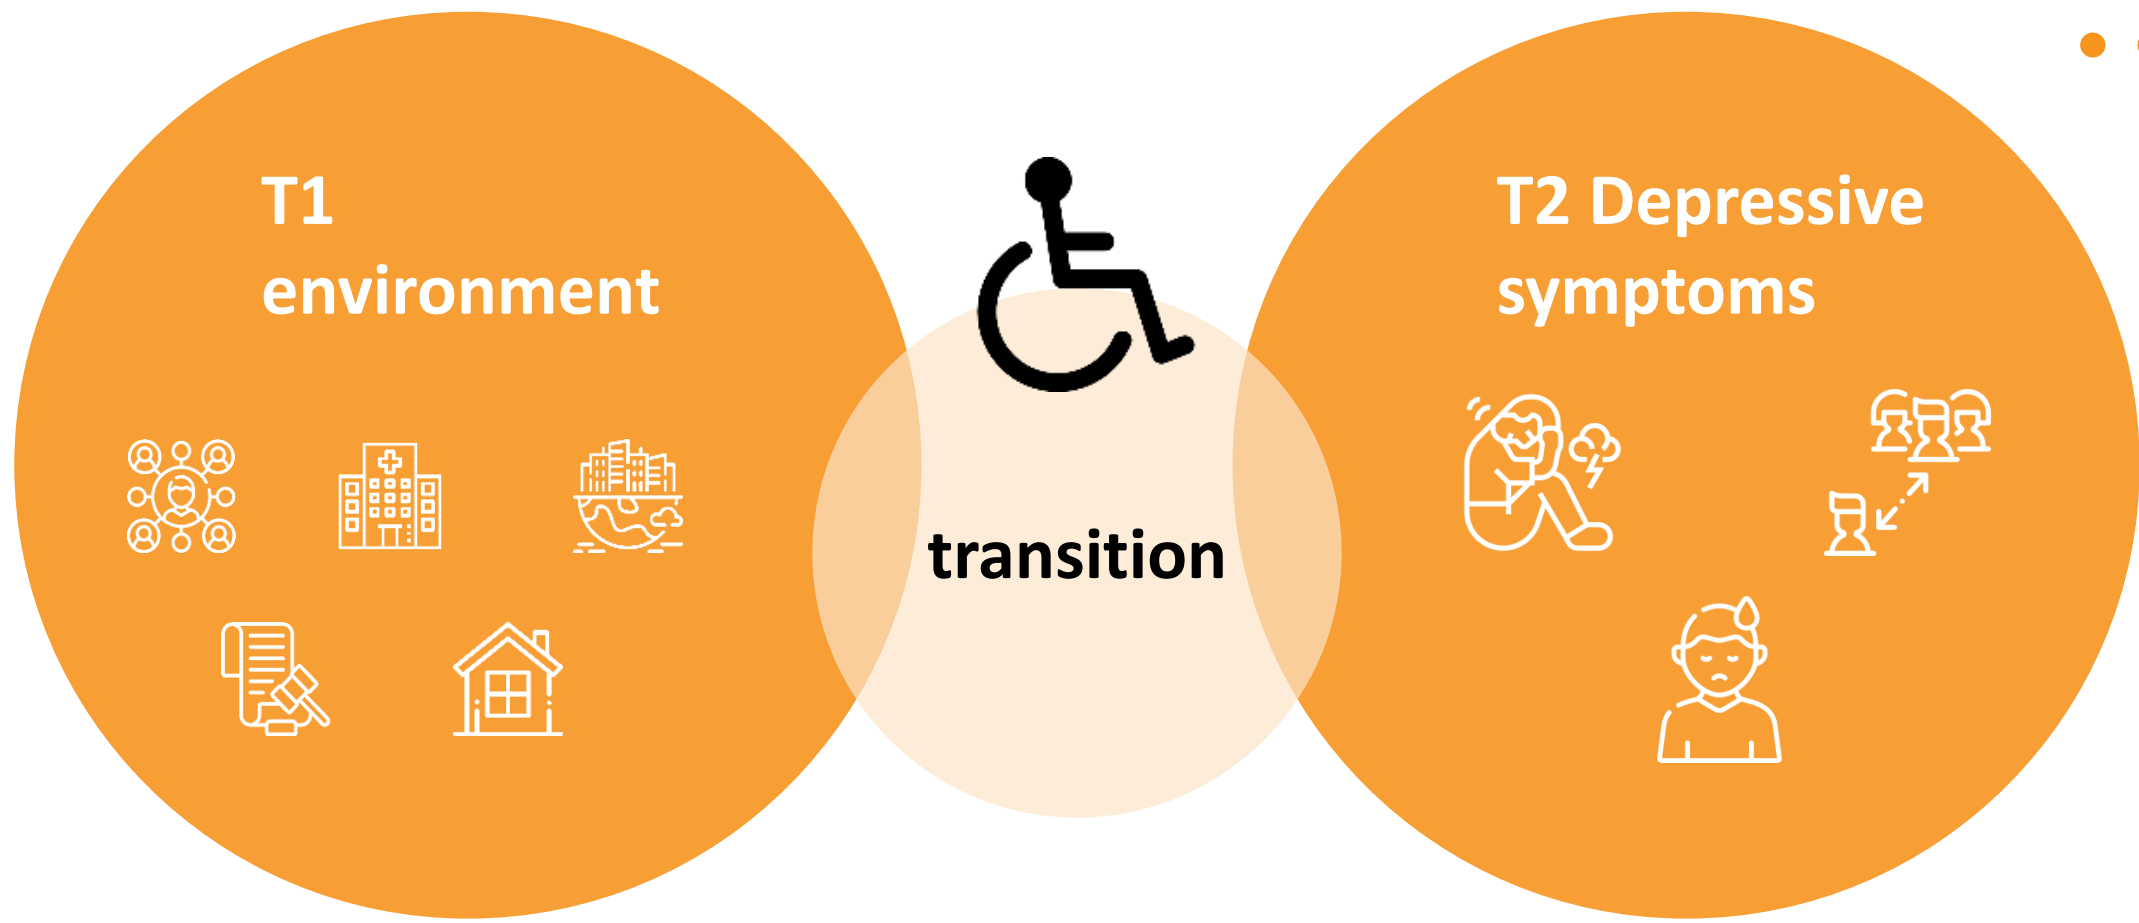 T1
environment
transition
T2 Depressive
symptoms